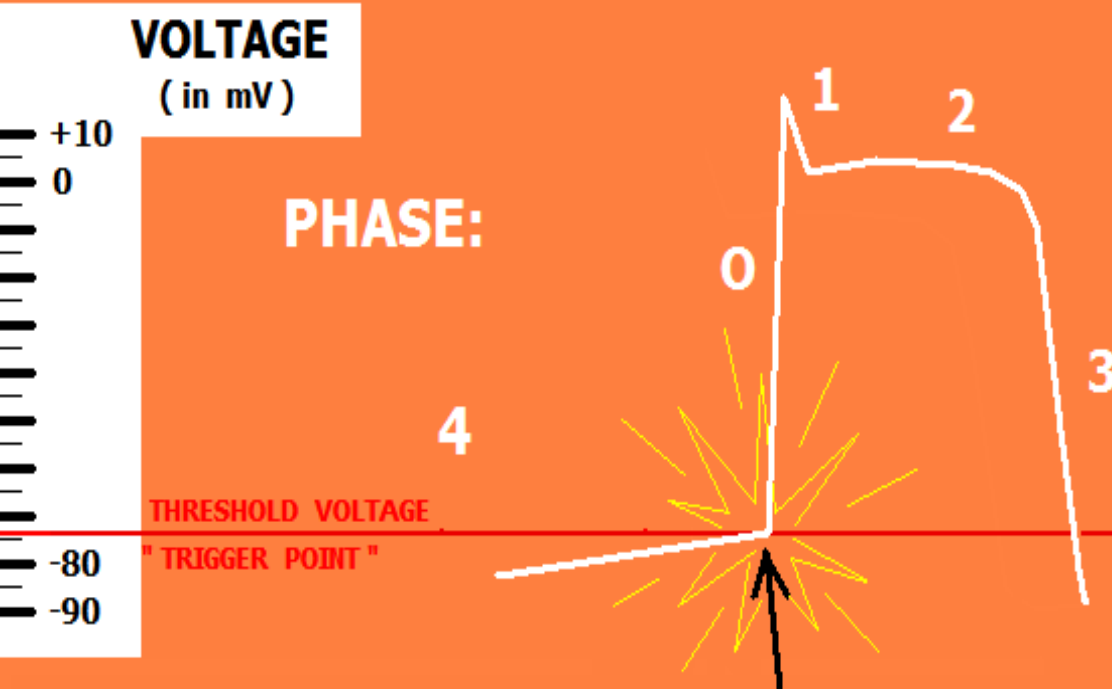 VOLTAGE
( in mV )
+10
0
PHASE:
1
2
0
3
4
THRESHOLD VOLTAGE
" TRIGGER POINT "
-80
-90